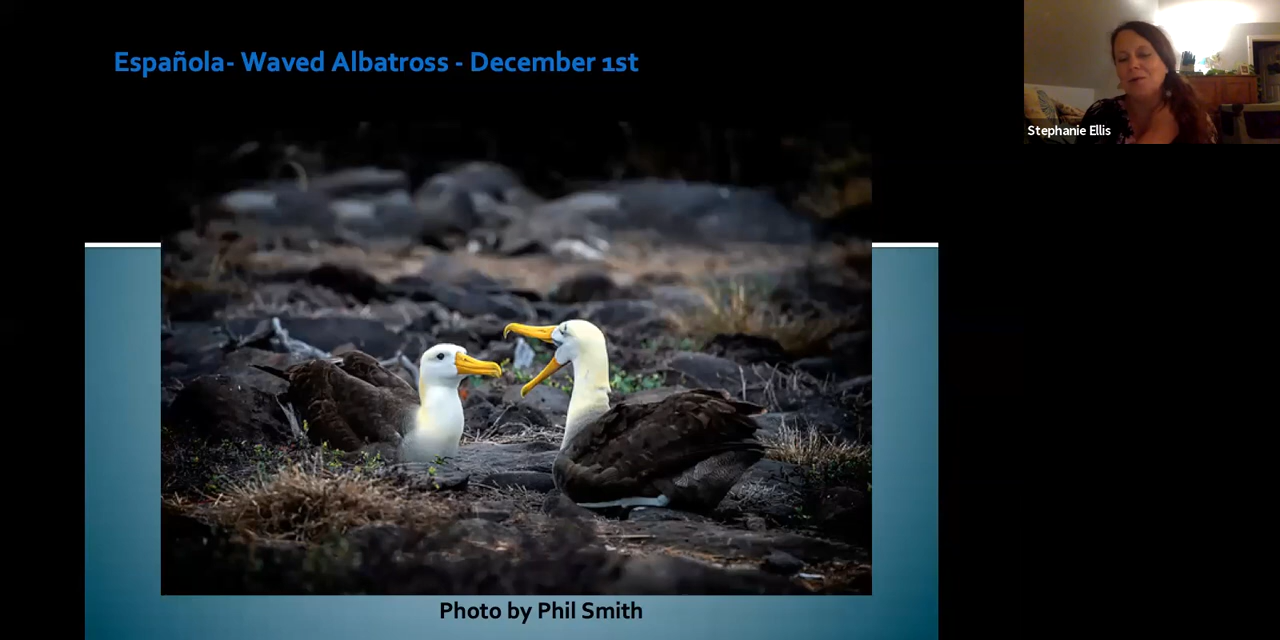 Española- Waved Albatross - December 1st
Stephanie Ellis
Photo by Phil Smith